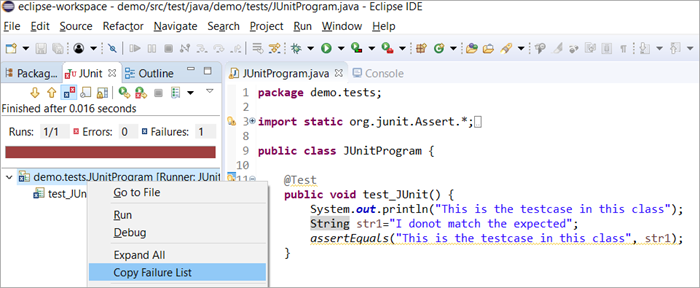 eclipse-workspace - demo/src/test/java/demo/tests/JUnitProgram.java - Eclipse IDE
File Edit Source Refactor Navigate Search Project Run Window Help
Packag... JUnit Outline
Finished after 0.016 seconds
Runs: 1/1 Errors: 0 Failures: 1
demo.tests.JUnitProgram [Runner: JUnit
test_JUn
Go to File
Run
Debug
Expand All
Copy Failure List
JUnitProgram.java Console
1 package demo.tests;
2
3 import static org.junit.Assert.*;
8
9 public class JUnitProgram {
10
11 @Test
public void test_JUnit() {
System.out.println("This is the testcase in this class");
String str1="I donot match the expected";
assertEquals("This is the testcase in this class", str1);
}